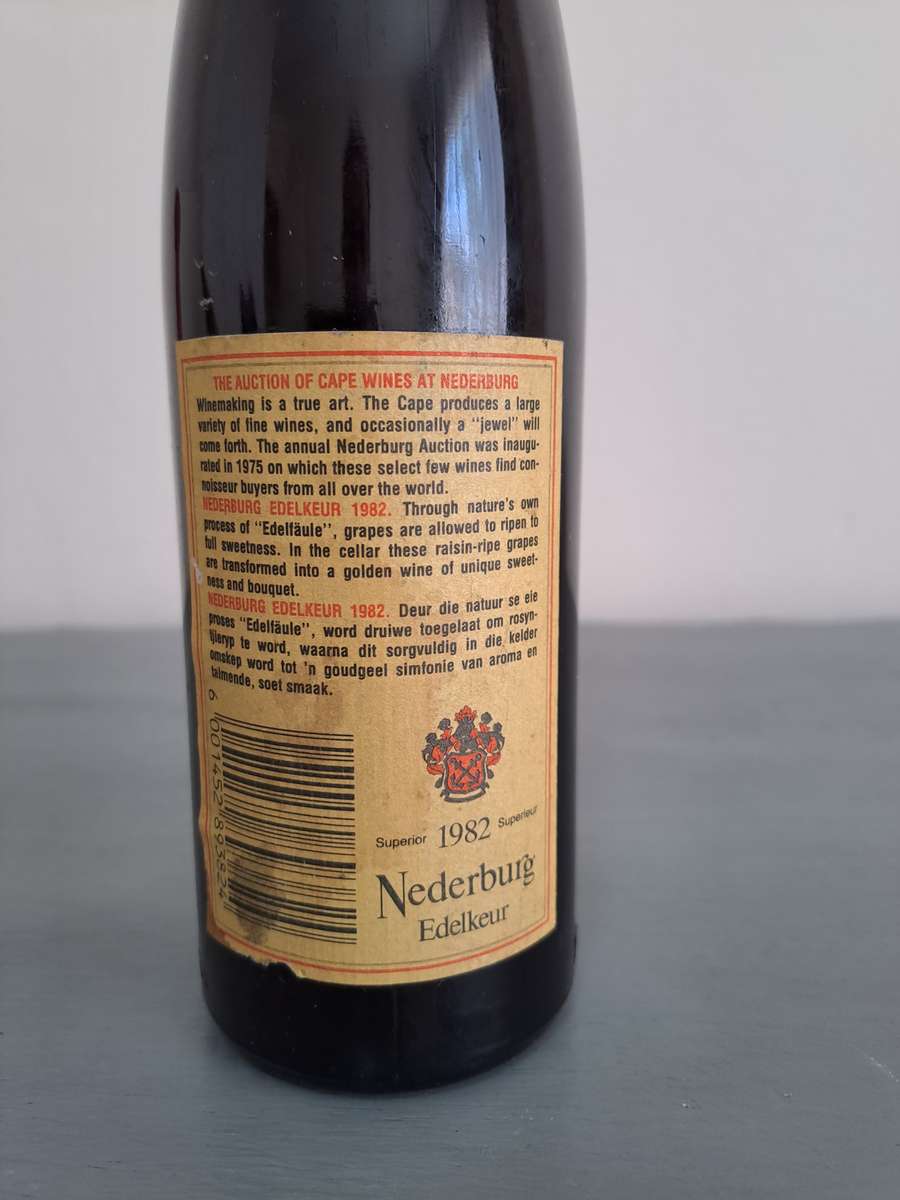 THE AUCTION OF CAPE WINES AT NEDERBURG
Winemaking is a true art. The Cape produces a large
variety of fine wines, and occasionally a "jewel" will
come forth. The annual Nederburg Auction was inaugu-
rated in 1975 on which these select few wines find con-
noisseur buyers from all over the world.
NEDERBURG EDELKEUR 1982. Through nature's own
process of "Edelfäule", grapes are allowed to ripen to
full sweetness. In the cellar these raisin-ripe grapes
are transformed into a golden wine of unique sweet-
ness and bouquet.
NEDERBURG EDELKEUR 1982. Deur die natuur se eie
proses "Edelfäule", word druiwe toegelaat om rosyn-
tjieryp te word, waarna dit sorgvuldig in die kelder
omskep word tot 'n goudgeel simfonie van aroma en
talmende, soet smaak.
6 001452 893824
Superior 1982 Superieur
Nederburg
Edelkeur